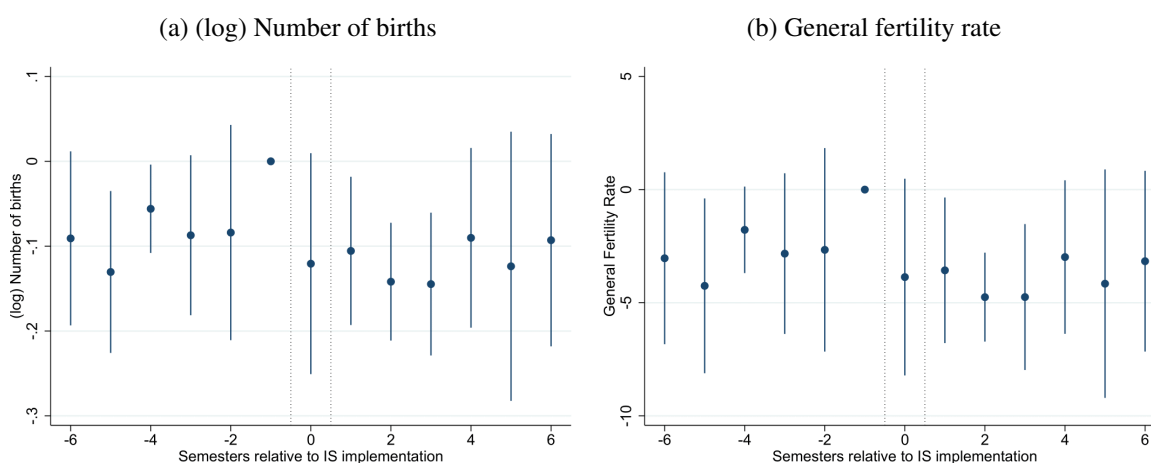 (a) (log) Number of births
.1
0
-.1
-.2
-.3
(log) Number of births
-6 -4 -2 0 2 4 6
Semesters relative to IS implementation
(b) General fertility rate
5
0
-5
-10
General Fertility Rate
-6 -4 -2 0 2 4 6
Semesters relative to IS implementation